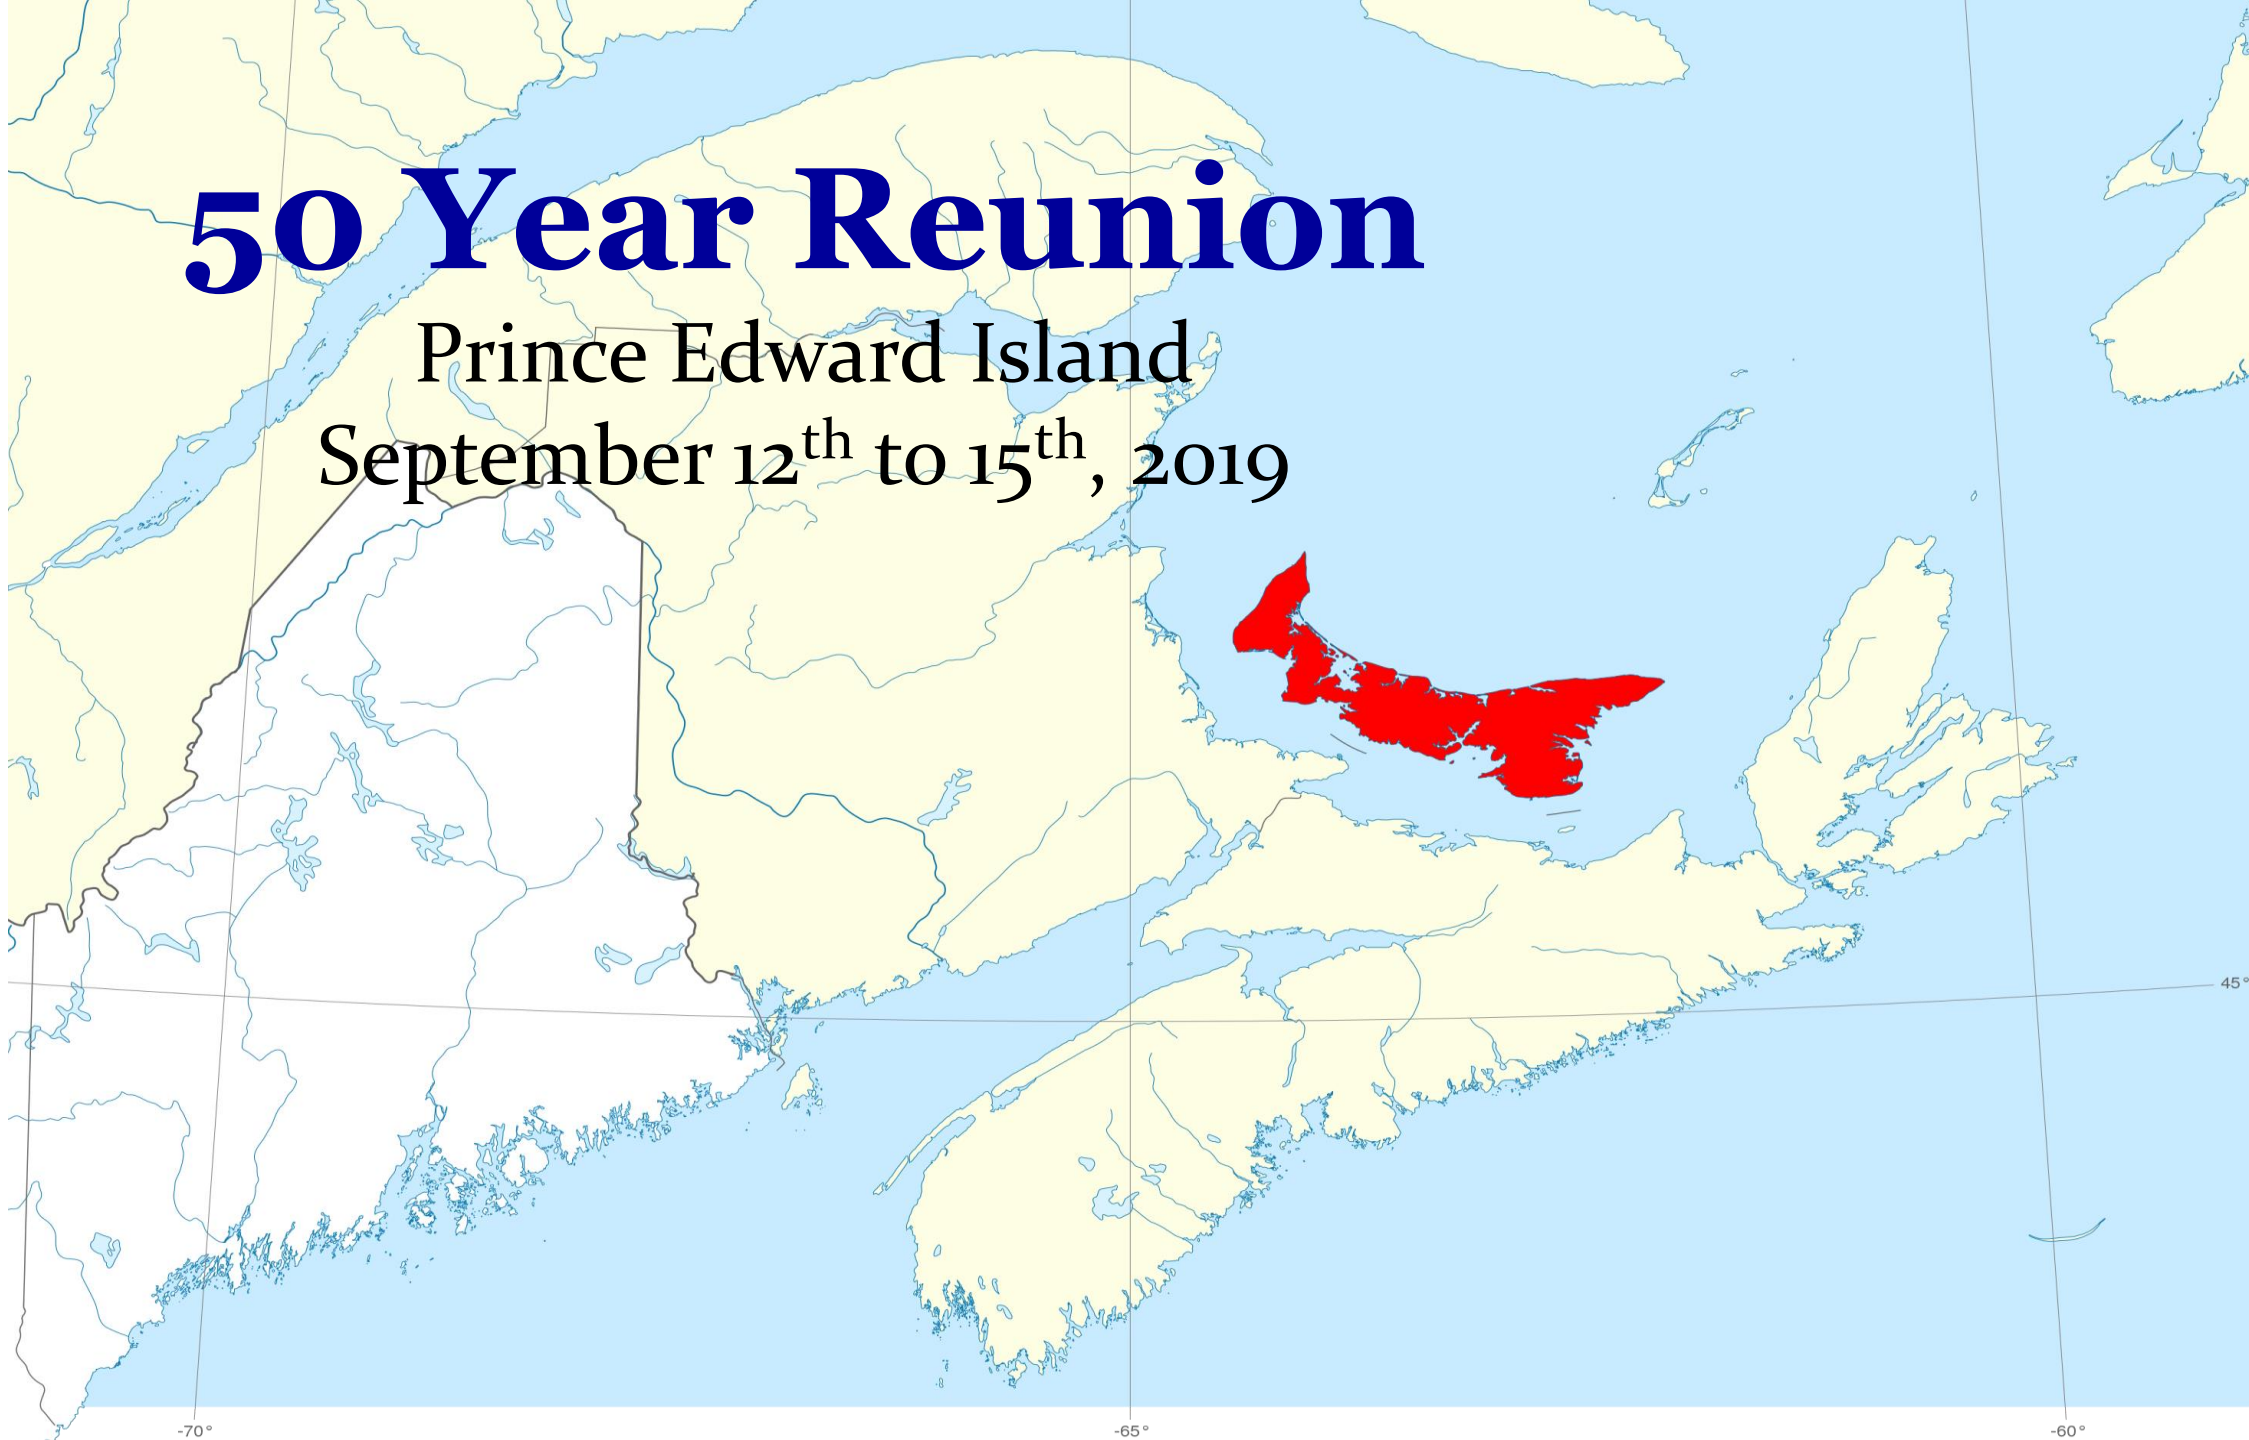 50 Year Reunion
Prince Edward Island
September 12th to 15th, 2019
45°
-70°
-65°
-60°